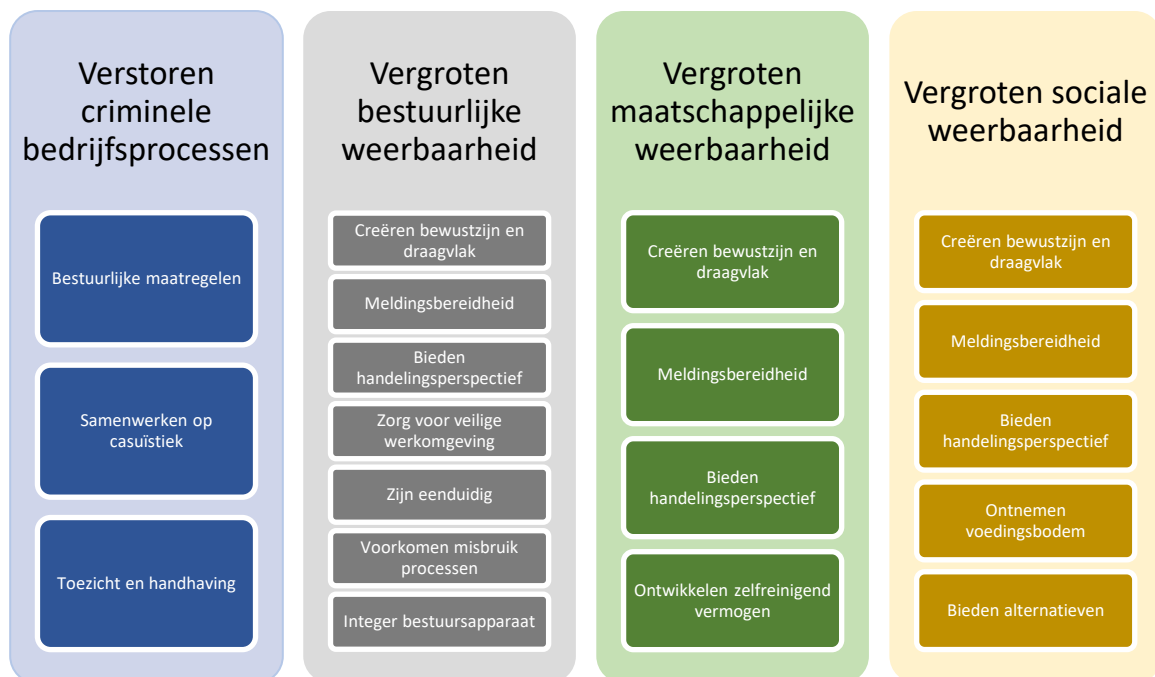 Verstoren
criminele
bedrijfsprocessen
Bestuurlijke maatregelen
Samenwerken op
casuïstiek
Toezicht en handhaving
Vergroten
bestuurlijke
weerbaarheid
Creëren bewustzijn en
draagvlak
Meldingsbereidheid
Bieden
handelingsperspectief
Zorg voor veilige
werkomgeving
Zijn eenduidig
Voorkomen misbruik
processen
Integer bestuursapparaat
Vergroten
maatschappelijke
weerbaarheid
Creëren bewustzijn en
draagvlak
Meldingsbereidheid
Bieden
handelingsperspectief
Ontwikkelen zelfreinigend
vermogen
Vergroten sociale
weerbaarheid
Creëren bewustzijn en
draagvlak
Meldingsbereidheid
Bieden
handelingsperspectief
Ontnemen
voedingsbodem
Bieden alternatieven